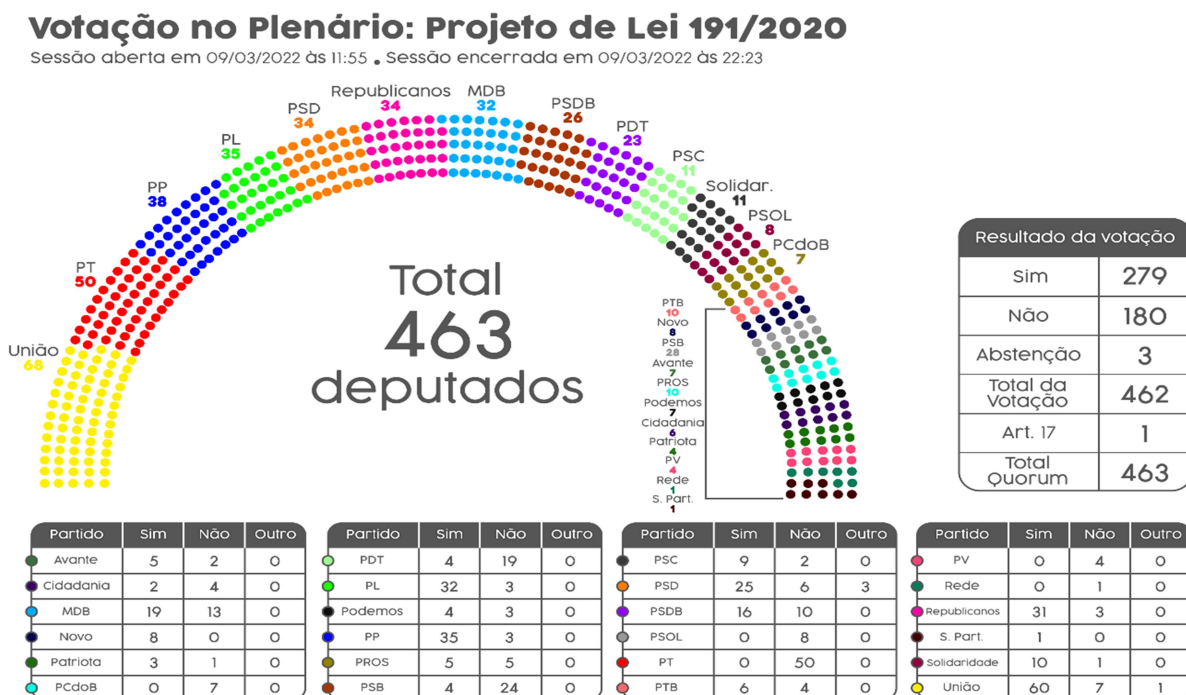 Votação no Plenário: Projeto de Lei 191/2020
Sessão aberta em 09/03/2022 às 11:55 . Sessão encerrada em 09/03/2022 às 22:23
União
68
PT
50
PP
38
PL
35
PSD
34
Republicanos
34
MDB
32
PSDB
26
PDT
23
PSC
11
Solidar.
11
PSOL
8
PCdoB
7
Total
463
deputados
PTB
10
Novo
8
PSB
28
Avante
7
PROS
10
Podemos
7
Cidadania
6
Patriota
4
PV
4
Rede
1
S. Part.
1
Resultado da votação
Sim 279
Não 180
Abstenção 3
Total da
Votação 462
Art. 17 1
Total
Quorum 463
Partido Sim Não Outro
Avante 5 2 0
Cidadania 2 4 0
MDB 19 13 0
Novo 8 0 0
Patriota 3 1 0
PCdoB 0 7 0
Partido Sim Não Outro
PDT 4 19 0
PL 32 3 0
Podemos 4 3 0
PP 35 3 0
PROS 5 5 0
PSB 4 24 0
Partido Sim Não Outro
PSC 9 2 0
PSD 25 6 3
PSDB 16 10 0
PSOL 0 8 0
PT 0 50 0
PTB 6 4 0
Partido Sim Não Outro
PV 0 4 0
Rede 0 1 0
Republicanos 31 3 0
S. Part. 1 0 0
Solidariedade 10 1 0
União 60 7 1